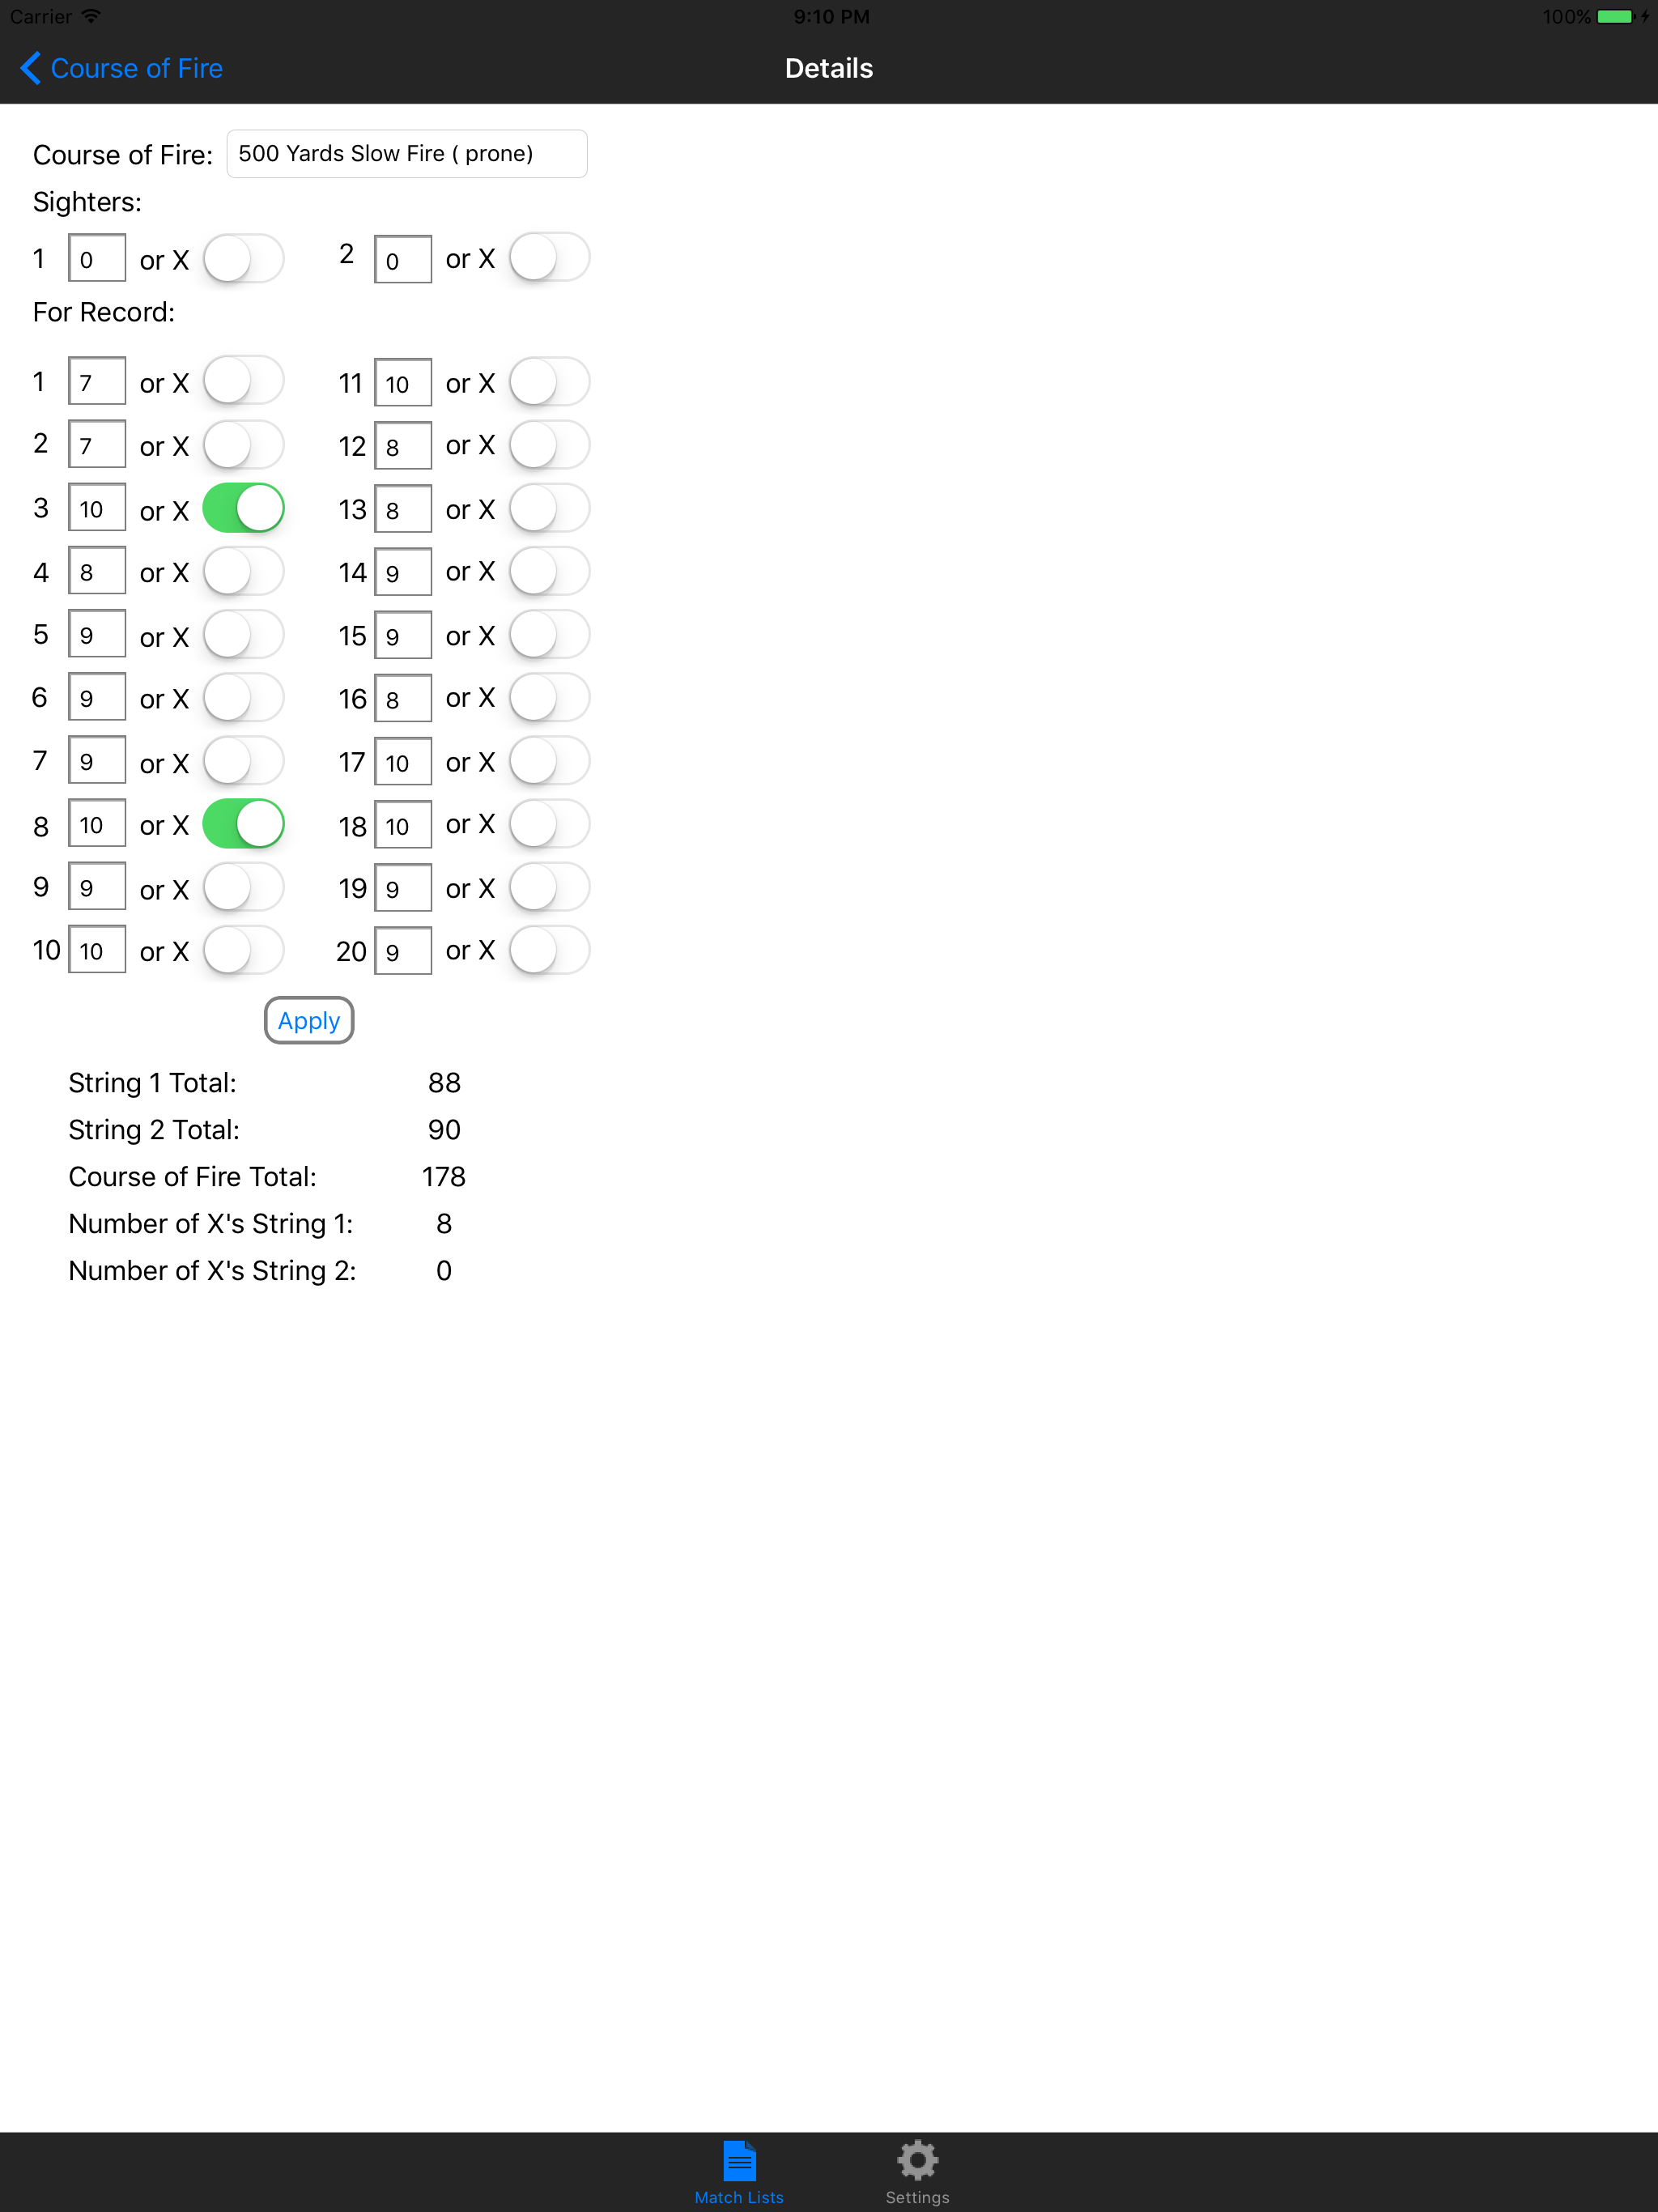 Carrier 9:10 PM 100%
Course of Fire Details
Course of Fire: 500 Yards Slow Fire ( prone)
Sighters:
1 0 or X 2 0 or X
For Record:
1 7 or X 11 10 or X
2 7 or X 12 8 or X
3 10 or X 13 8 or X
4 8 or X 14 9 or X
5 9 or X 15 9 or X
6 9 or X 16 8 or X
7 9 or X 17 10 or X
8 10 or X 18 10 or X
9 9 or X 19 9 or X
10 10 or X 20 9 or X
Apply
String 1 Total: 88
String 2 Total: 90
Course of Fire Total: 178
Number of X's String 1: 8
Number of X's String 2: 0
Match Lists Settings